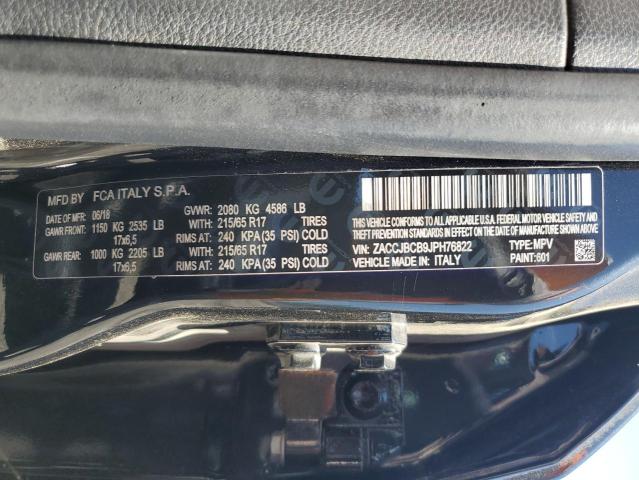 MFD BY FCA ITALY S.P.A.
DATE OF MFR 06/18 GVWR: 2080 KG 4586 LB
GAWR FRONT: 1150 KG 2535 LB WITH: 215/65 R17 TIRES
17x6,5 RIMS AT: 240 KPA (35 PSI) COLD
GAWR REAR: 1000 KG 2205 LB WITH: 215/65 R17 TIRES
17x6,5 RIMS AT: 240 KPA (35 PSI) COLD
THIS VEHICLE CONFORMS TO ALL APPLICABLE U.S.A.
FEDERAL MOTOR VEHICLE SAFETY, BUMPER, AND
THEFT PREVENTION STANDARDS IN EFFECT ON THE
DATE OF MANUFACTURE SHOWN ABOVE.
VIN: ZACCJBCB9JPH76822 TYPE: MPV
VEHICLE MADE IN: ITALY PAINT:601